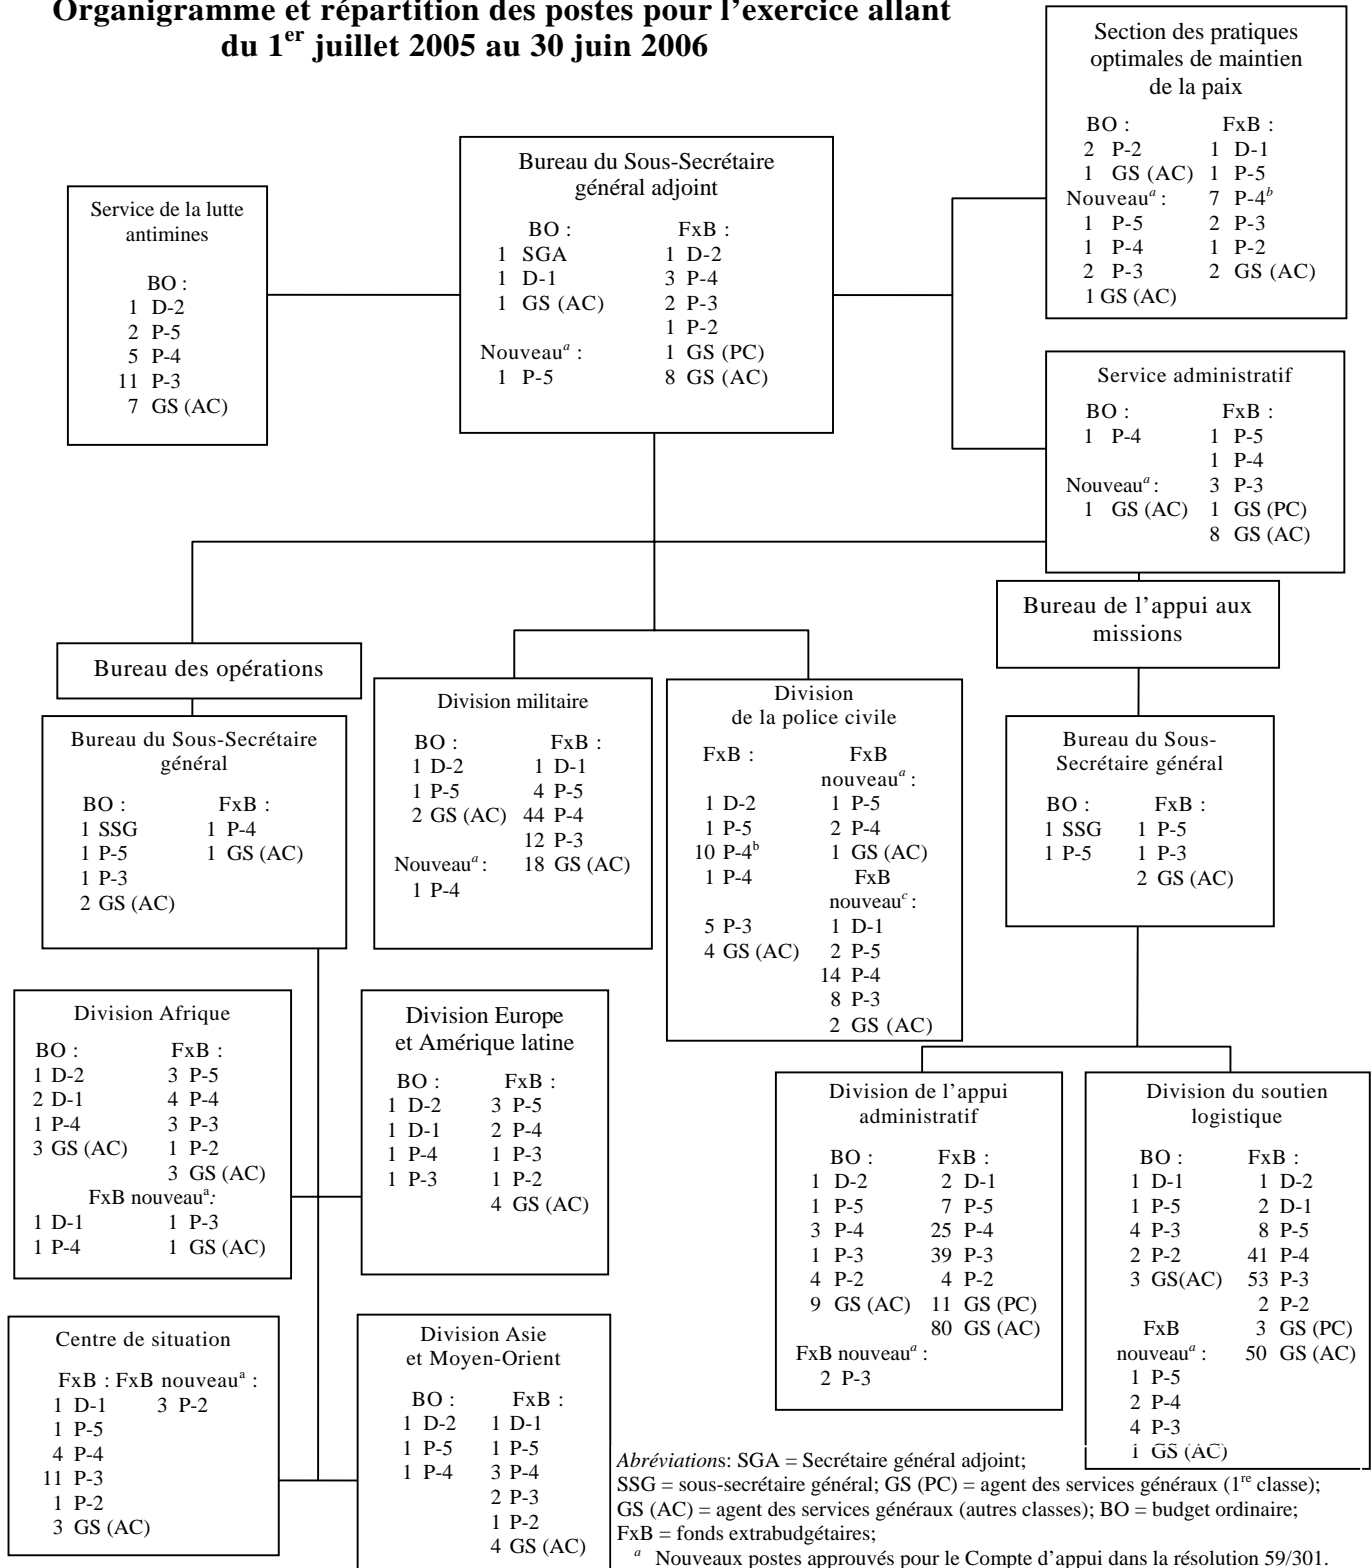 Organigramme et répartition des postes pour l'exercice allant
du 1er juillet 2005 au 30 juin 2006
Section des pratiques
optimales de maintien
de la paix
BO : FxB :
2 P-2 1 D-1
1 GS (AC) 1 P-5
Nouveau a : 7 P-4 b
1 P-5 2 P-3
1 P-4 1 P-2
2 P-3 2 GS (AC)
1 GS (AC)
Bureau du Sous-Secrétaire
général adjoint
BO : FxB :
1 SGA 1 D-2
1 D-1 3 P-4
1 GS (AC) 2 P-3
1 P-2
Nouveau a : 1 GS (PC)
1 P-5 8 GS (AC)
Service de la lutte
antimines
BO :
1 D-2
2 P-5
5 P-4
11 P-3
7 GS (AC)
Service administratif
BO : FxB :
1 P-4 1 P-5
1 P-4
Nouveau a : 3 P-3
1 GS (AC) 1 GS (PC)
8 GS (AC)
Bureau de l'appui aux
missions
Bureau des opérations
Bureau du Sous-Secrétaire
général
BO : FxB :
1 SSG 1 P-4
1 P-5 1 GS (AC)
1 P-3
2 GS (AC)
Division militaire
BO : FxB :
1 D-2 1 D-1
1 P-5 4 P-5
2 GS (AC) 44 P-4
12 P-3
Nouveau a : 18 GS (AC)
1 P-4
Division
de la police civile
FxB : FxB
nouveau a :
1 D-2 1 P-5
1 P-5 2 P-4
10 P-4 b 1 GS (AC)
1 P-4 FxB
nouveau c :
5 P-3 1 D-1
4 GS (AC) 2 P-5
14 P-4
8 P-3
2 GS (AC)
Bureau du Sous-
Secrétaire général
BO : FxB :
1 SSG 1 P-5
1 P-5 1 P-3
2 GS (AC)
Division Afrique
BO : FxB :
1 D-2 3 P-5
2 D-1 4 P-4
1 P-4 3 P-3
3 GS (AC) 1 P-2
3 GS (AC)
FxB nouveau a:
1 D-1 1 P-3
1 P-4 1 GS (AC)
Division Europe
et Amérique latine
BO : FxB :
1 D-2 3 P-5
1 D-1 2 P-4
1 P-4 1 P-3
1 P-3 1 P-2
4 GS (AC)
Division de l'appui
administratif
BO : FxB :
1 D-2 2 D-1
1 P-5 7 P-5
3 P-4 25 P-4
1 P-3 39 P-3
4 P-2 4 P-2
9 GS (AC) 11 GS (PC)
80 GS (AC)
FxB nouveau a :
2 P-3
Division du soutien
logistique
BO : FxB :
1 D-1 1 D-2
1 P-5 2 D-1
4 P-3 8 P-5
2 P-2 41 P-4
3 GS(AC) 53 P-3
2 P-2
FxB 3 GS (PC)
nouveau a : 50 GS (AC)
1 P-5
2 P-4
4 P-3
1 GS (AC)
Centre de situation
FxB : FxB nouveau a :
1 D-1 3 P-2
1 P-5
4 P-4
11 P-3
1 P-2
3 GS (AC)
Division Asie
et Moyen-Orient
BO : FxB :
1 D-2 1 D-1
1 P-5 1 P-5
1 P-4 3 P-4
2 P-3
1 P-2
4 GS (AC)
Abréviations: SGA = Secrétaire général adjoint;
SSG = sous-secrétaire général; GS (PC) = agent des services généraux (1re classe);
GS (AC) = agent des services généraux (autres classes); BO = budget ordinaire;
FxB = fonds extrabudgétaires;
a Nouveaux postes approuvés pour le Compte d'appui dans la résolution 59/301.